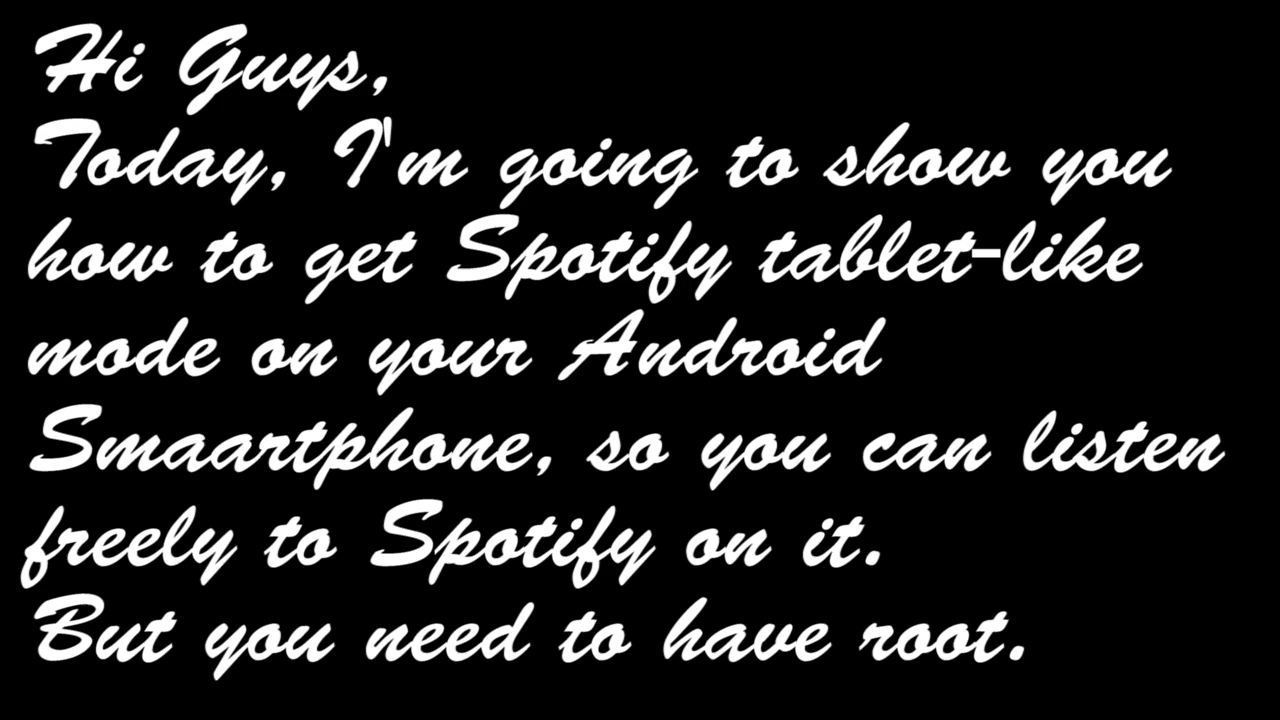 Hi Guys,
Today, I'm going to show you
how to get Spotify tablet-like
mode on your Android
Smaartphone, so you can listen
freely to Spotify on it.
But you need to have root.